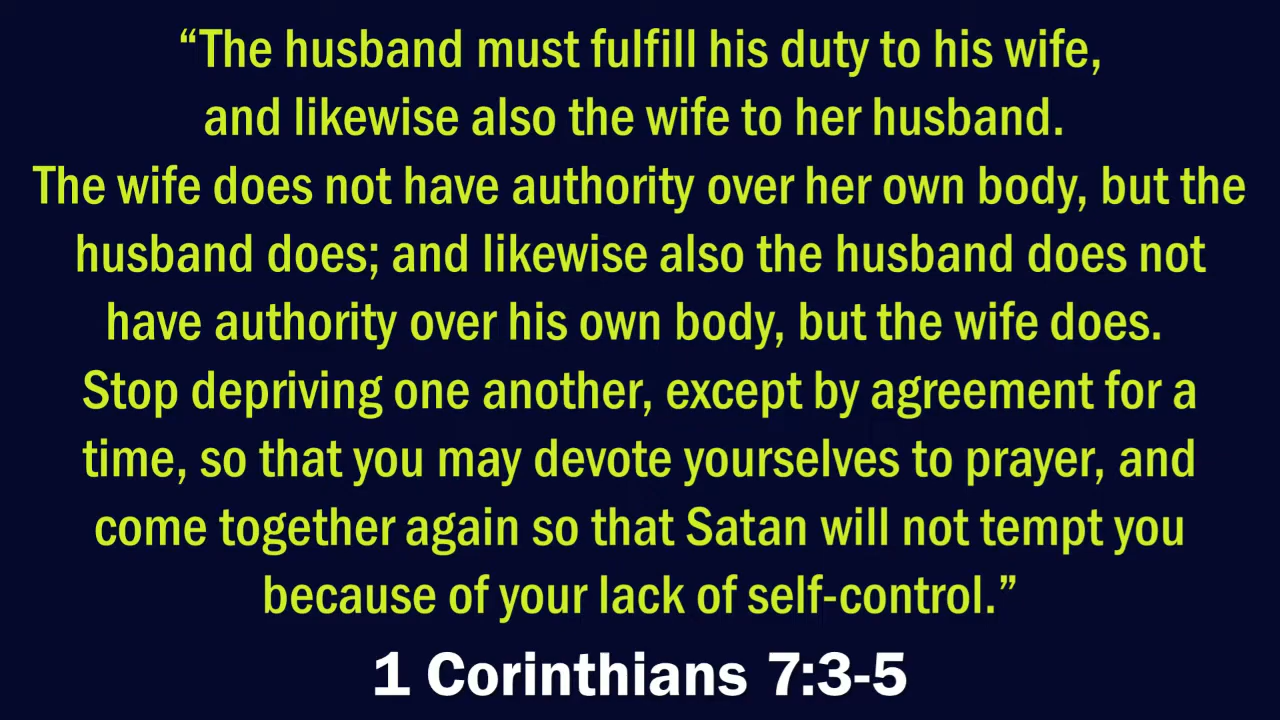 “The husband must fulfill his duty to his wife,
and likewise also the wife to her husband.
The wife does not have authority over her own body, but the
husband does; and likewise also the husband does not
have authority over his own body, but the wife does.
Stop depriving one another, except by agreement for a
time, so that you may devote yourselves to prayer, and
come together again so that Satan will not tempt you
because of your lack of self-control.”
1 Corinthians 7:3-5